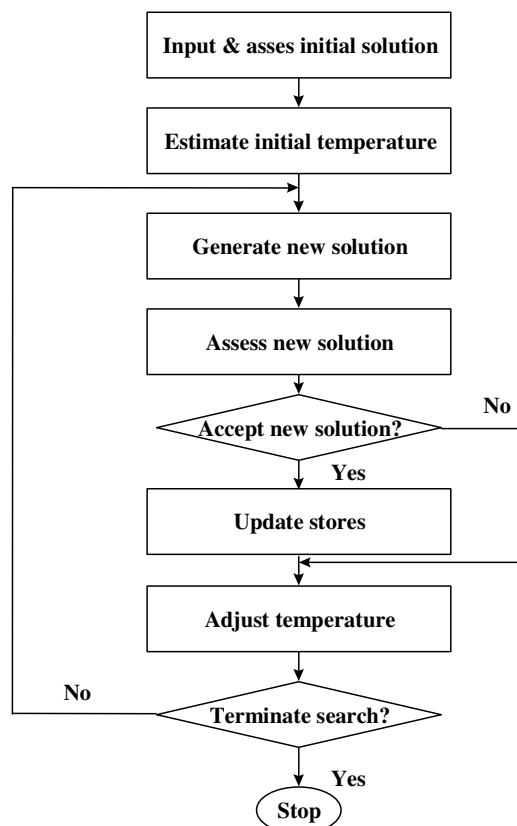 Input & asses initial solution
Estimate initial temperature
Generate new solution
Assess new solution
Accept new solution?
No
Yes
Update stores
Adjust temperature
No
Terminate search?
Yes
Stop